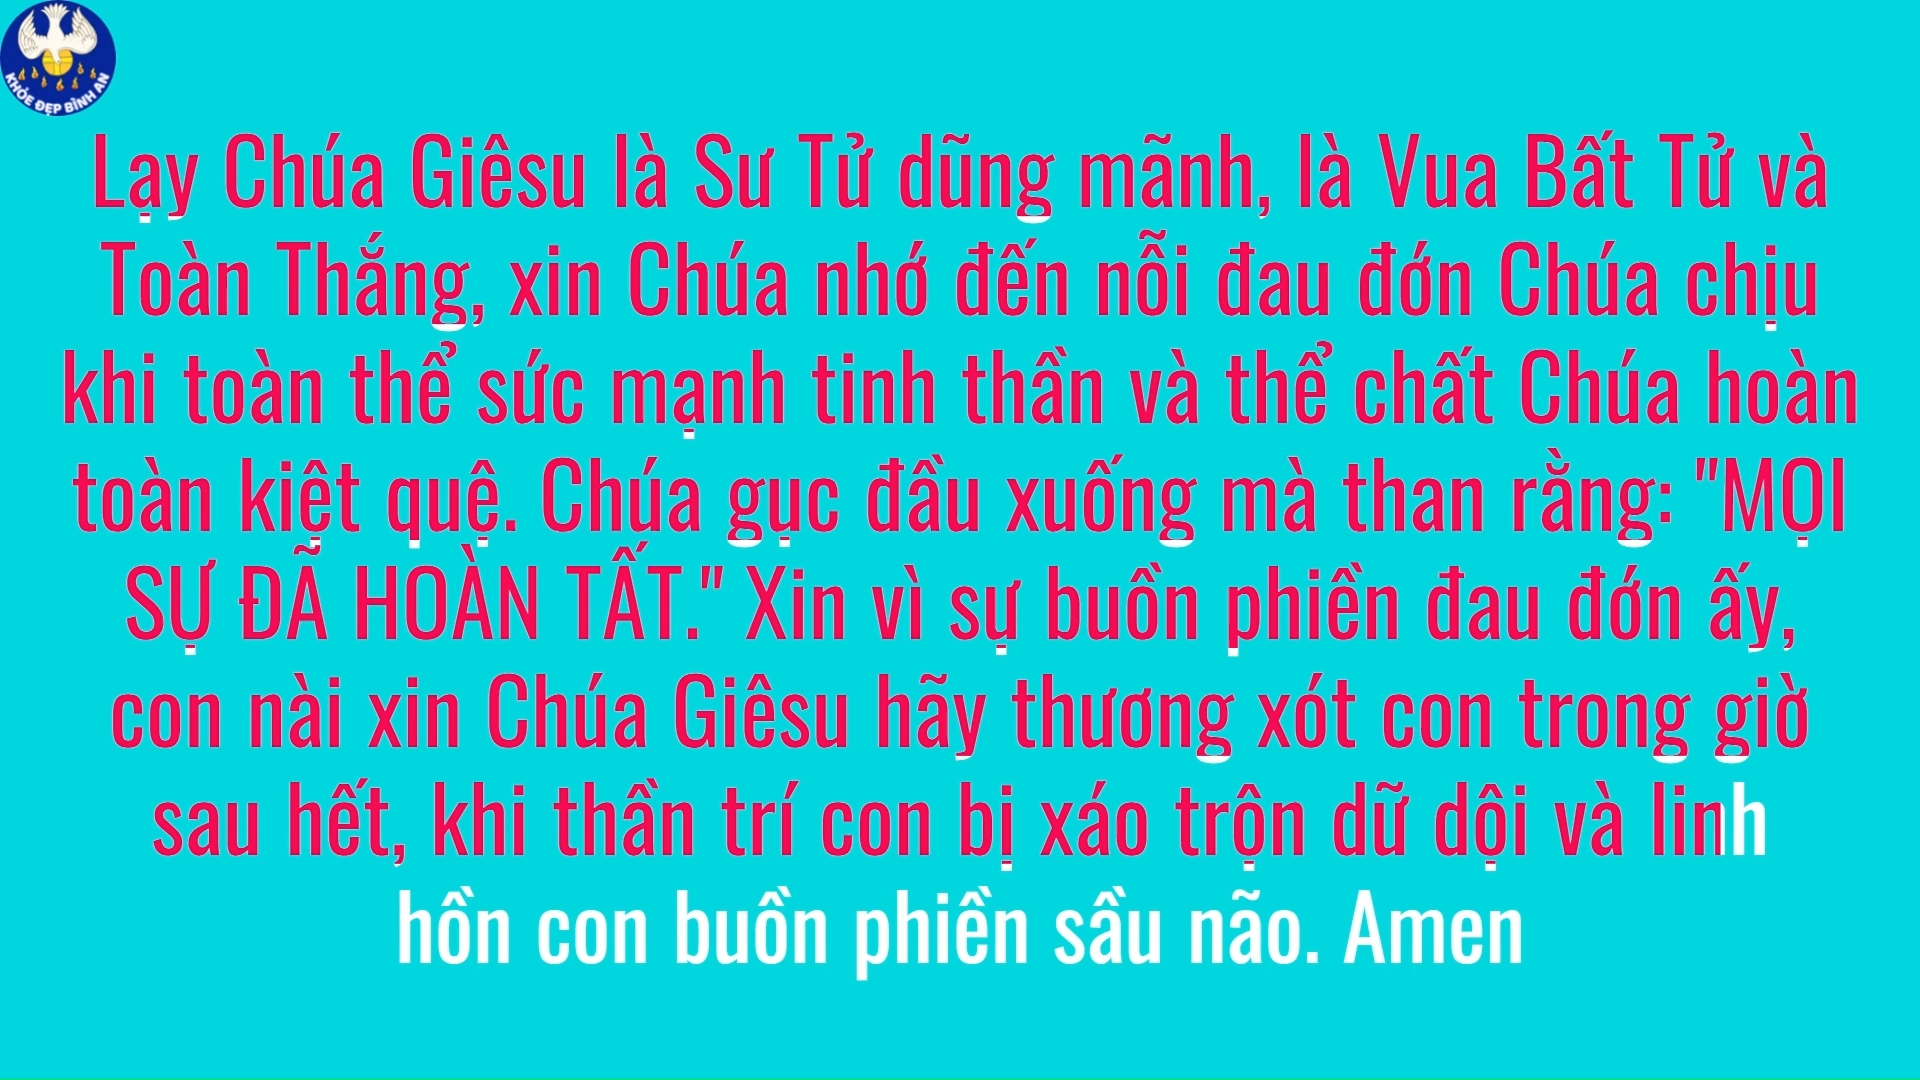 KHỎE ĐẸP BÌNH AN
Lạy Chúa Giêsu là Sư Tử dũng mãnh, là Vua Bất Tử và
Toàn Thắng, xin Chúa nhớ đến nỗi đau đớn Chúa chịu
khi toàn thể sức mạnh tinh thần và thể chất Chúa hoàn
toàn kiệt quệ. Chúa gục đầu xuống mà than rằng: "MỌI
SỰ ĐÃ HOÀN TẤT." Xin vì sự buồn phiền đau đớn ấy,
con nài xin Chúa Giêsu hãy thương xót con trong giờ
sau hết, khi thần trí con bị xáo trộn dữ dội và linh
hồn con buồn phiền sầu não. Amen